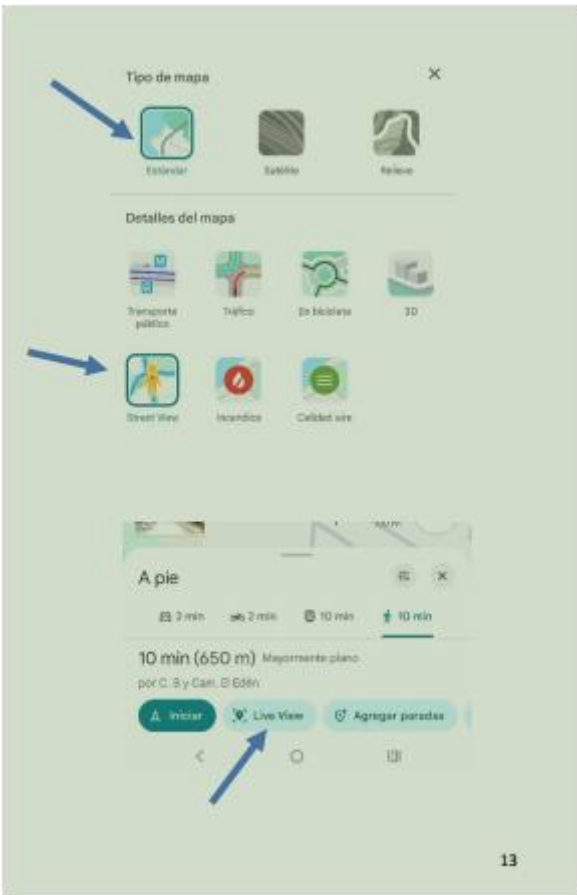 Tipo de mapa
Estándar
Satélite
Relieve
Detalles del mapa
Transporte
público
Tráfico
En bicicleta
3D
Street View
Incendios
Calidad aire
A pie
2 min
2 min
10 min
10 min
10 min (650 m) Mayormente plano
por C. B y Cam. El Edén
Iniciar
Live View
Agregar paradas
13